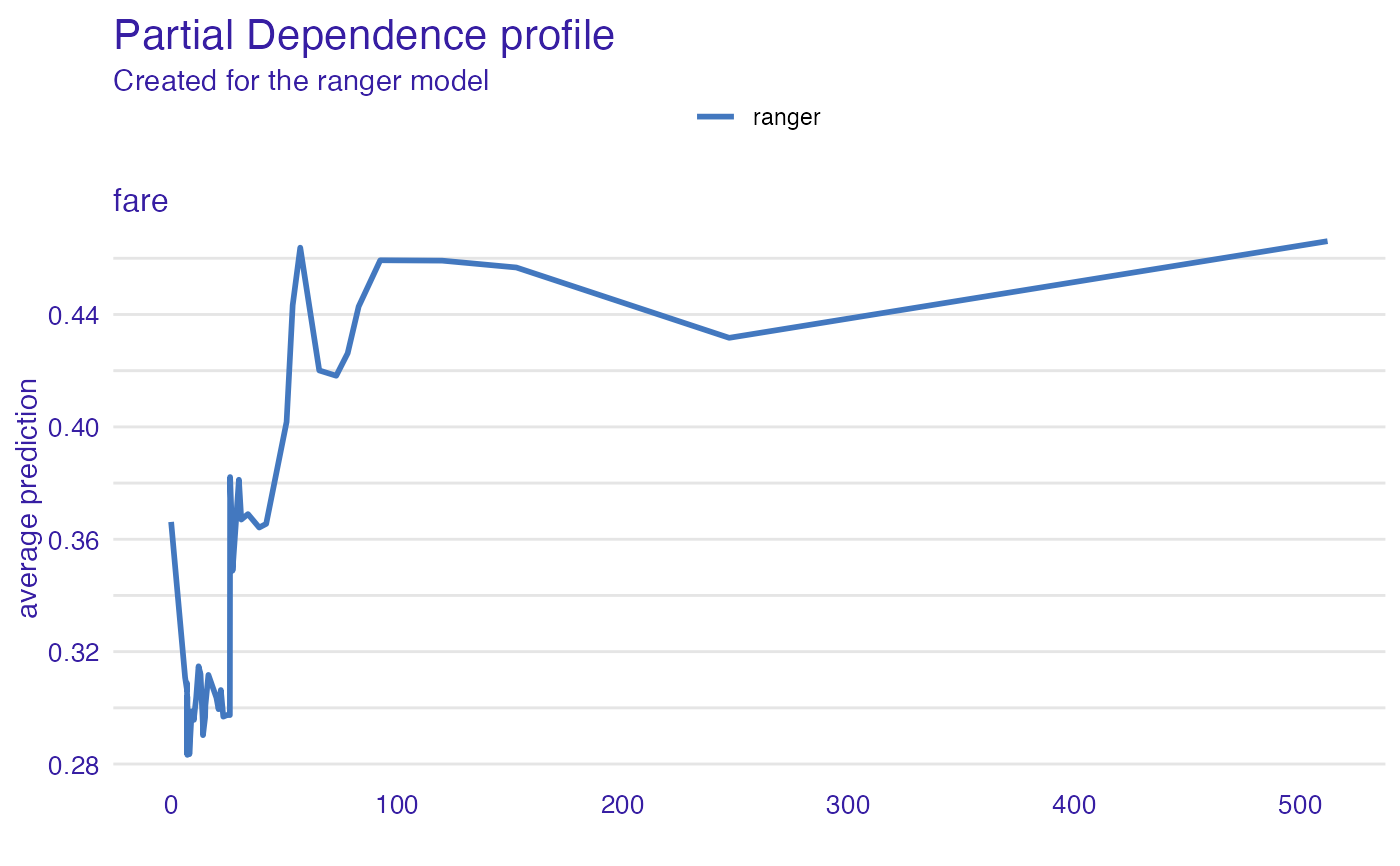 Partial Dependence profile
Created for the ranger model
ranger
fare
average prediction
0.44
0.40
0.36
0.32
0.28
0 100 200 300 400 500